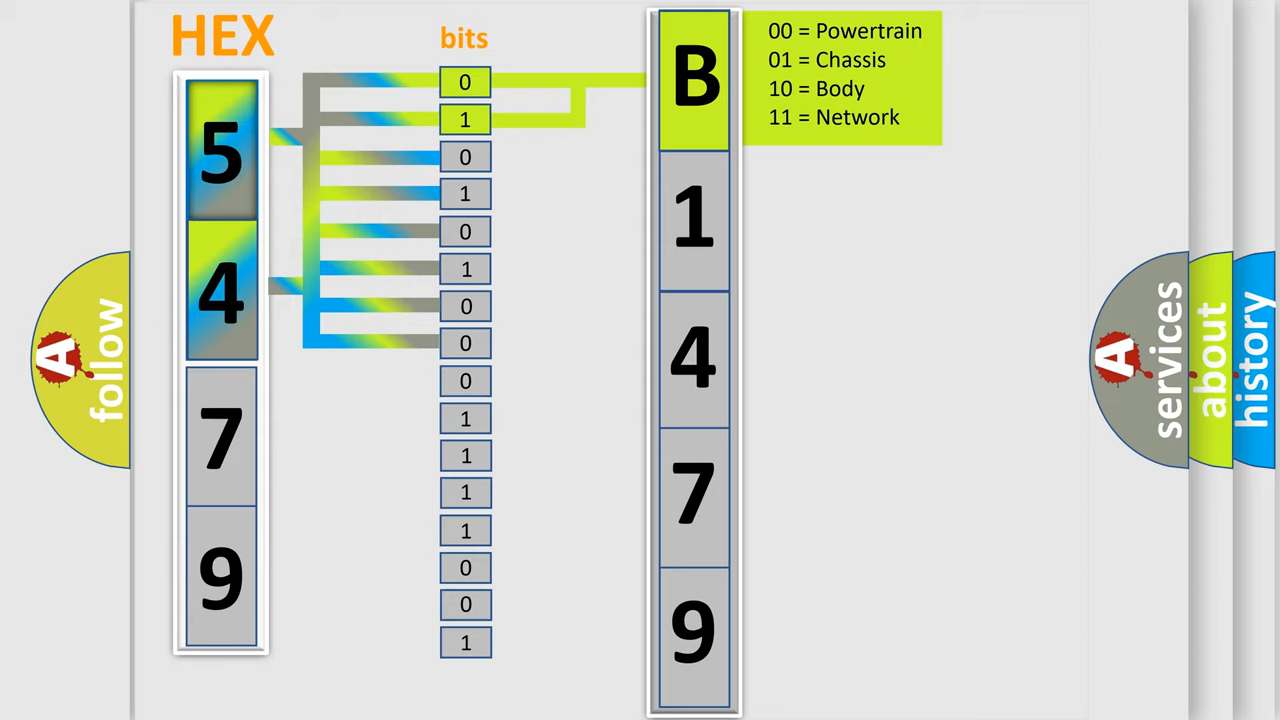 HEX
bits
5
4
7
9
0
1
0
1
0
1
0
0
0
1
1
1
1
0
0
1
B
1
4
7
9
00 = Powertrain
01 = Chassis
10 = Body
11 = Network
A
follow
A
services
about
history